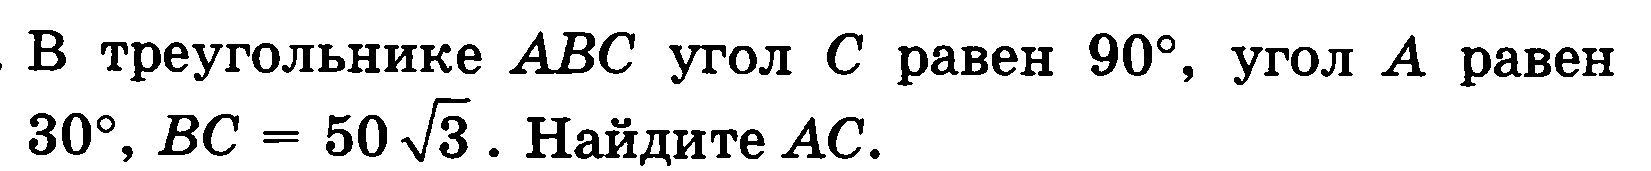 . В треугольнике ABC угол C равен 90°, угол A равен
30°, BC = 50√3 . Найдите AC.